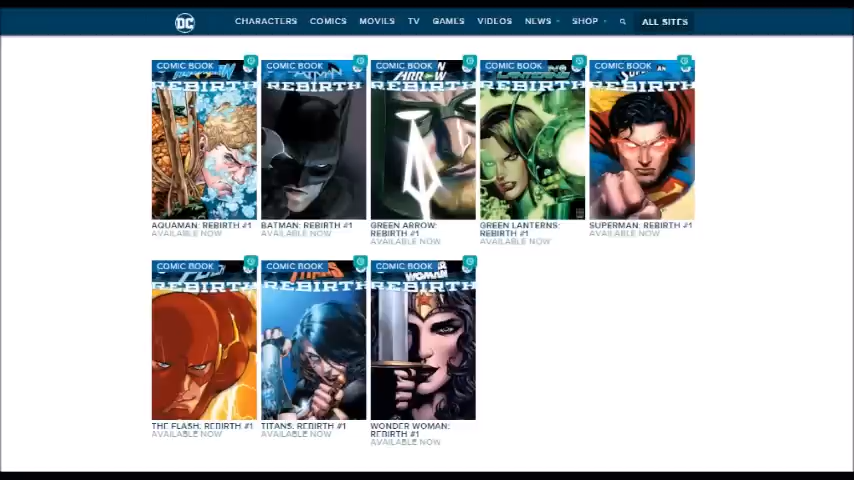 DC CHARACTERS COMICS MOVIES TV GAMES VIDEOS NEWS SHOP ALL SITES
COMIC BOOK COMIC BOOK COMIC BOOK COMIC BOOK COMIC BOOK
BATMAN ARROW LANTERNS SUPERMAN
REBIRTH REBIRTH REBIRTH REBIRTH REBIRTH
AQUAMAN: REBIRTH #1 BATMAN: REBIRTH #1 GREEN ARROW: GREEN LANTERNS: SUPERMAN: REBIRTH #1
AVAILABLE NOW AVAILABLE NOW REBIRTH #1 REBIRTH #1 AVAILABLE NOW
AVAILABLE NOW AVAILABLE NOW
COMIC BOOK COMIC BOOK COMIC BOOK
WOMAN
REBIRTH REBIRTH REBIRTH
THE FLASH: REBIRTH #1 TITANS: REBIRTH #1 WONDER WOMAN:
AVAILABLE NOW AVAILABLE NOW REBIRTH #1
AVAILABLE NOW